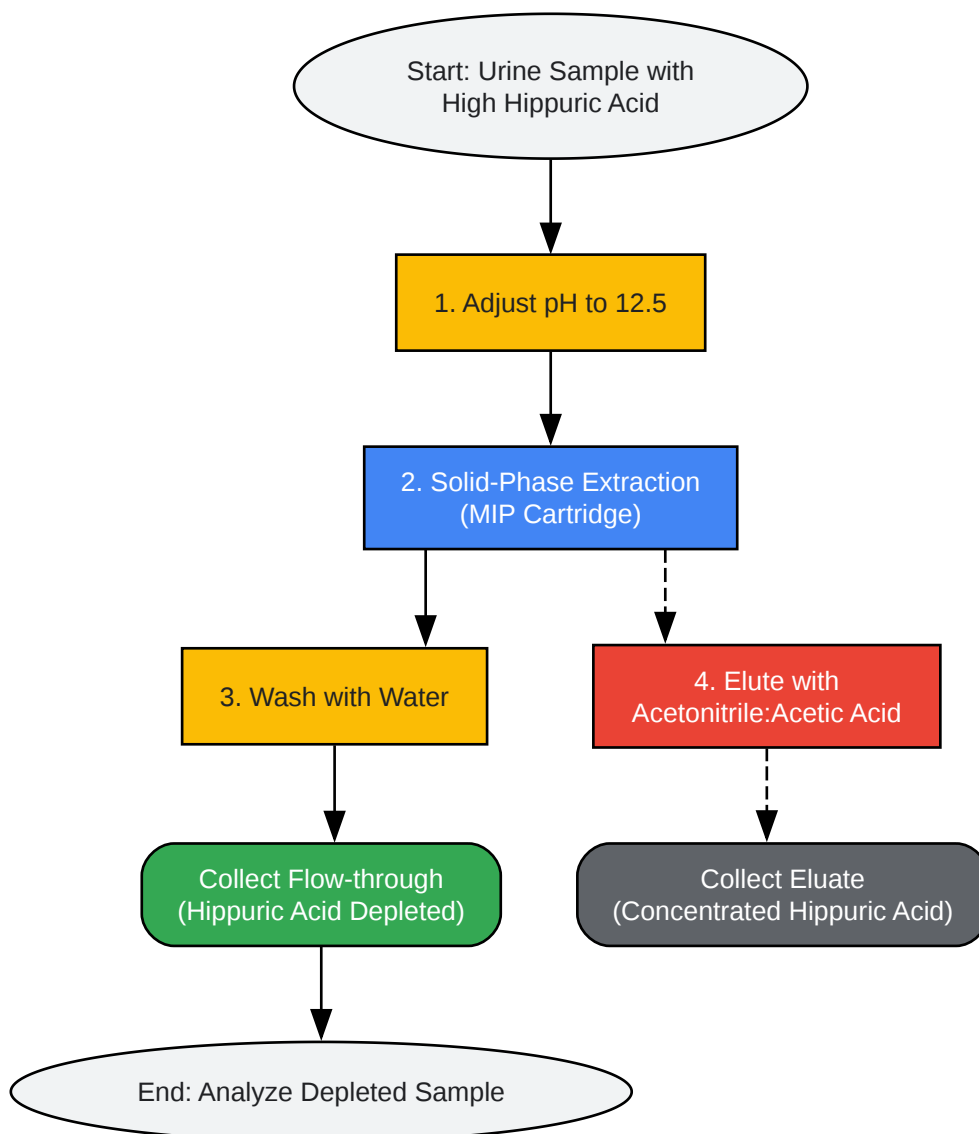 Start: Urine Sample with
High Hippuric Acid
1. Adjust pH to 12.5
2. Solid-Phase Extraction
(MIP Cartridge)
3. Wash with Water
4. Elute with
Acetonitrile:Acetic Acid
Collect Flow-through
(Hippuric Acid Depleted)
Collect Eluate
(Concentrated Hippuric Acid)
End: Analyze Depleted Sample